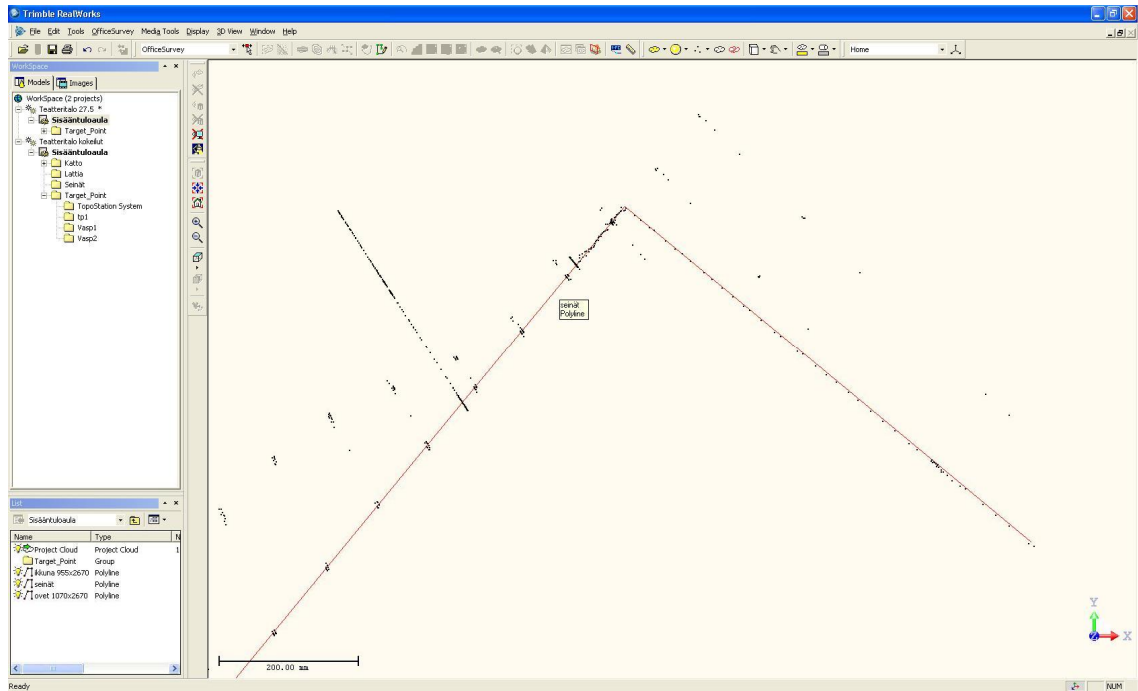 Trimble RealWorks
File Edit Tools OfficeSurvey Media Tools Display 3D View Window Help
OfficeSurvey
Home
WorkSpace
Models Images
WorkSpace (2 projects)
Teatteritalo 27.5 *
Sisääntuloaula
Target_Point
Teatteritalo kokeilut
Sisääntuloaula
Katto
Lattia
Seinät
Target_Point
TopoStation System
tp1
Vasp1
Vasp2
seinät
Polyline
List
Sisääntuloaula
Name Type N
Project Cloud Project Cloud 1
Target_Point Group
ikkuna 955x2670 Polyline
seinät Polyline
ovet 1070x2670 Polyline
200.00 mm
Y
Z X
Ready NUM